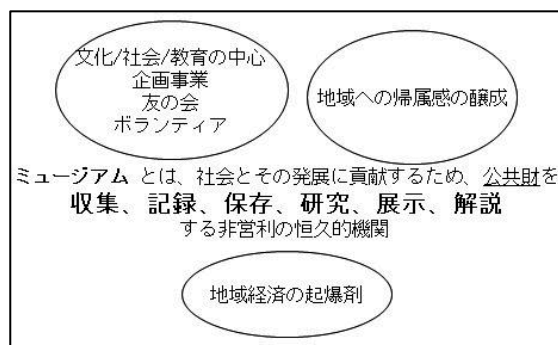 文化/社会/教育の中心
企画事業
友の会
ボランティア
地域への帰属感の醸成
ミュージアム とは、社会とその発展に貢献するため、公共財を
収集、記録、保存、研究、展示、解説
する非営利の恒久的機関
地域経済の起爆剤